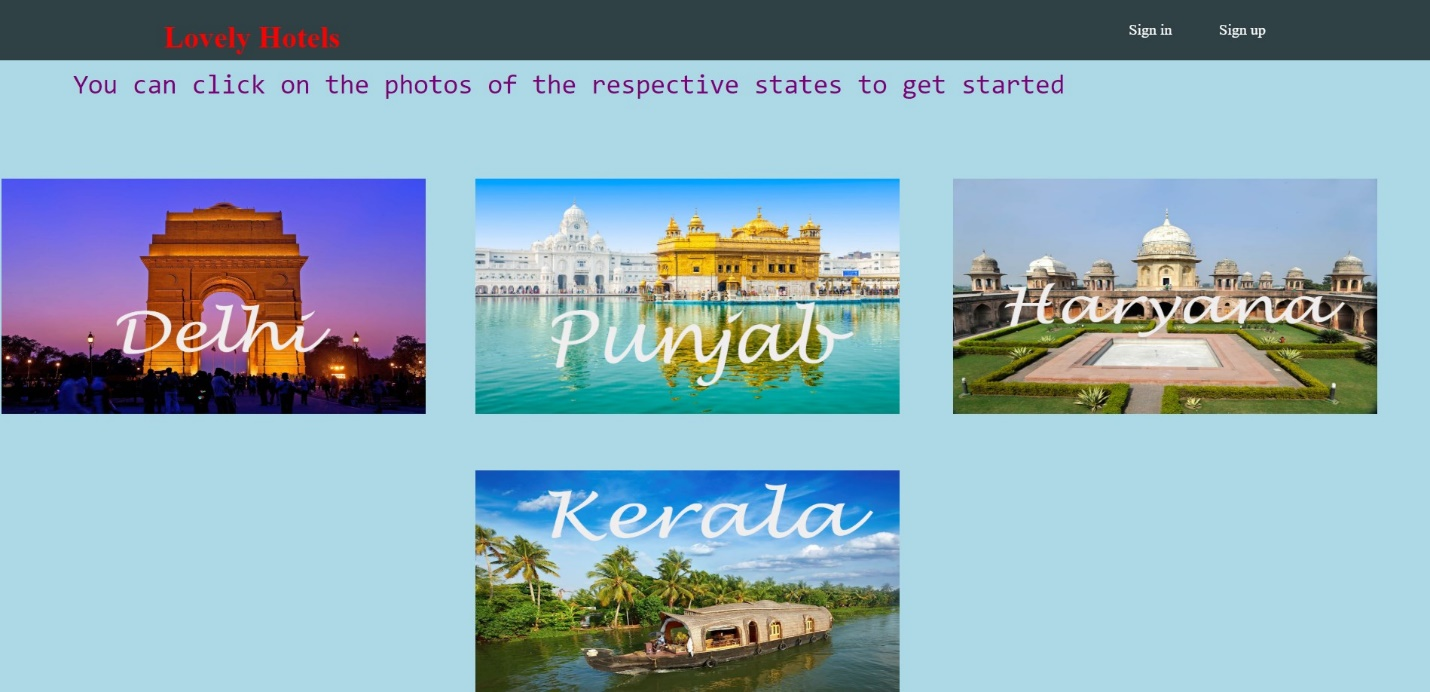 Lovely Hotels
Sign in
Sign up
You can click on the photos of the respective states to get started
Delhi
Punjab
Haryana
Kerala